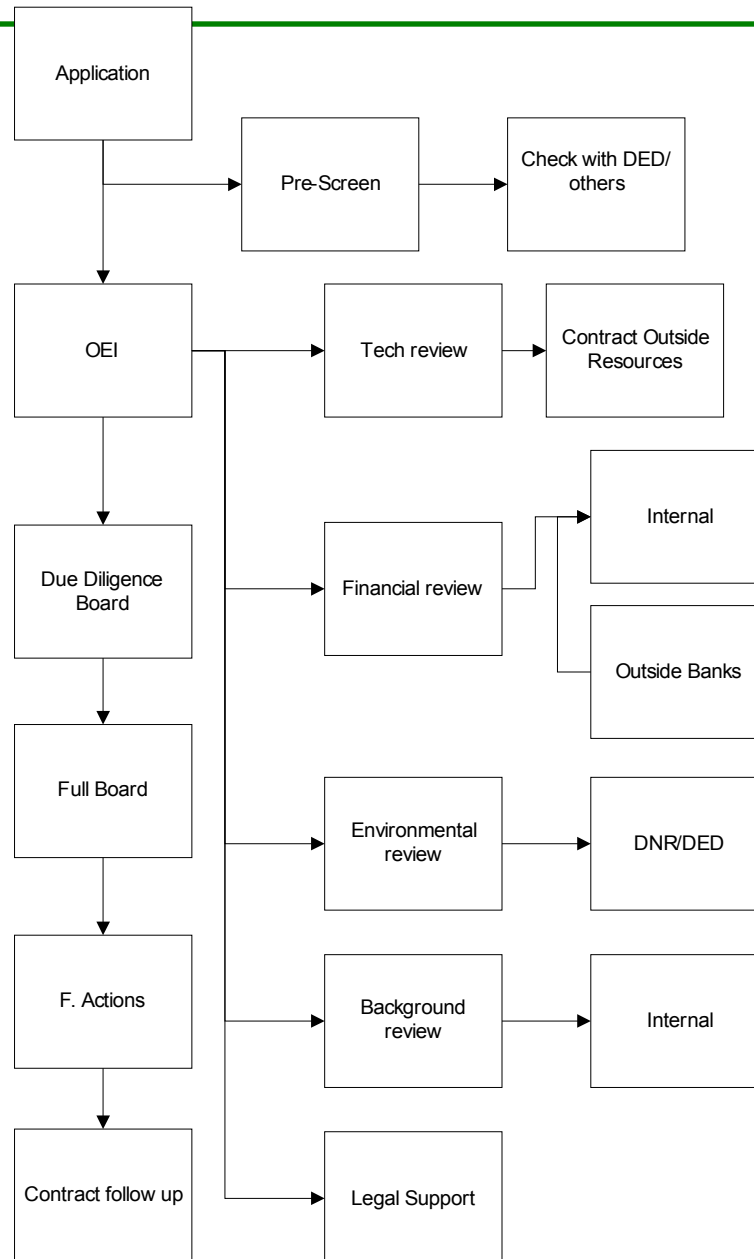 Application
Pre-Screen
Check with DED/
others
OEI
Tech review
Contract Outside
Resources
Internal
Due Diligence
Board
Financial review
Outside Banks
Full Board
Environmental
review
DNR/DED
F. Actions
Background
review
Internal
Contract follow up
Legal Support